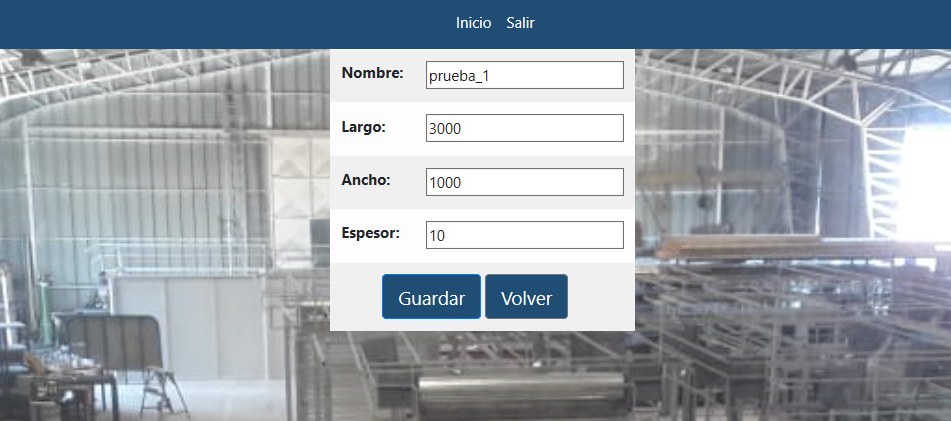 Inicio Salir
Nombre: prueba_1
Largo: 3000
Ancho: 1000
Espesor: 10
Guardar Volver